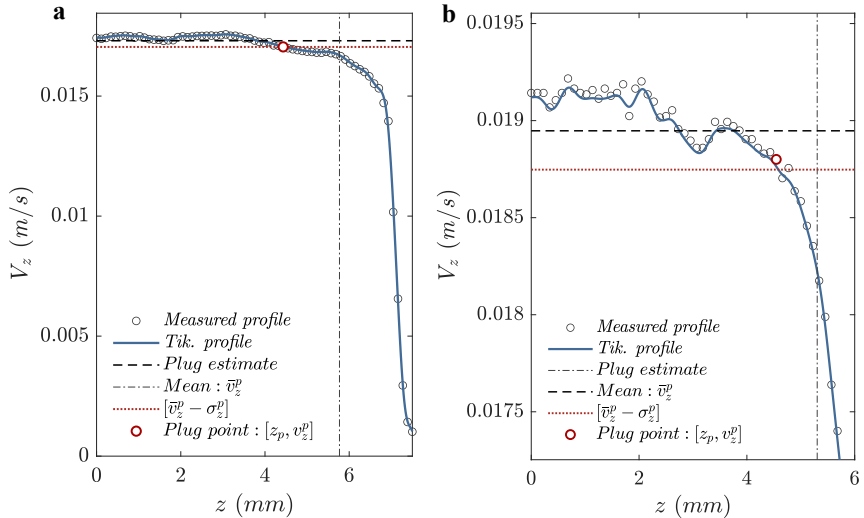 a
0.015
0.01
0.005
0
V_z (m/s)
0 2 4 6
z (mm)
Measured profile
Tik. profile
Plug estimate
Mean : v̄_z^p
[v̄_z^p − σ_z^p]
Plug point : [z_p, v_z^p]
b
0.0195
0.019
0.0185
0.018
0.0175
V_z (m/s)
0 2 4 6
z (mm)
Measured profile
Tik. profile
Plug estimate
Mean : v̄_z^p
[v̄_z^p − σ_z^p]
Plug point : [z_p, v_z^p]